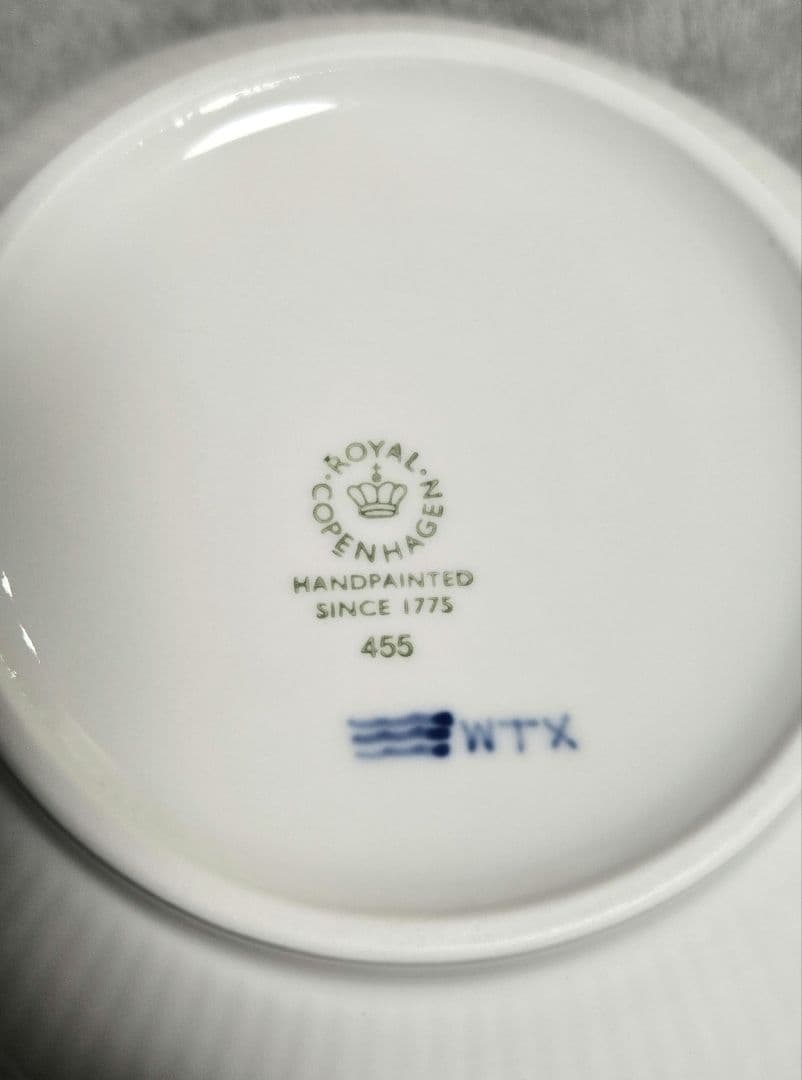 ROYAL
COPENHAGEN
HANDPAINTED
SINCE 1775
455
WTX